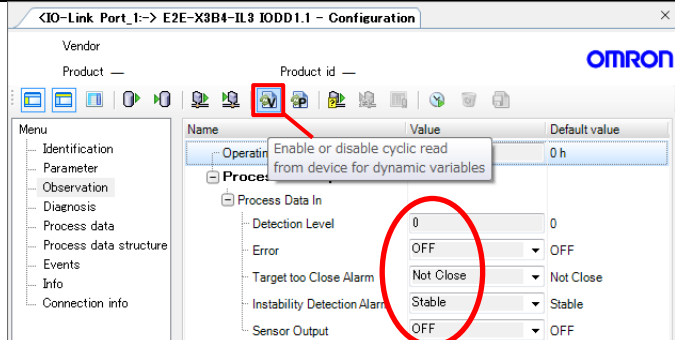 <IO-Link Port_1:-> E2E-X3B4-IL3 IODD1.1 - Configuration
Vendor
Product —
Product id —
OMRON
Menu
Name
Value
Default value
Identification
Parameter
Observation
Diagnosis
Process data
Process data structure
Events
Info
Connection info
Operatin
0 h
Enable or disable cyclic read
from device for dynamic variables
Process Data In
Detection Level
0
0
Error
OFF
OFF
Target too Close Alarm
Not Close
Not Close
Instability Detection Alarm
Stable
Stable
Sensor Output
OFF
OFF